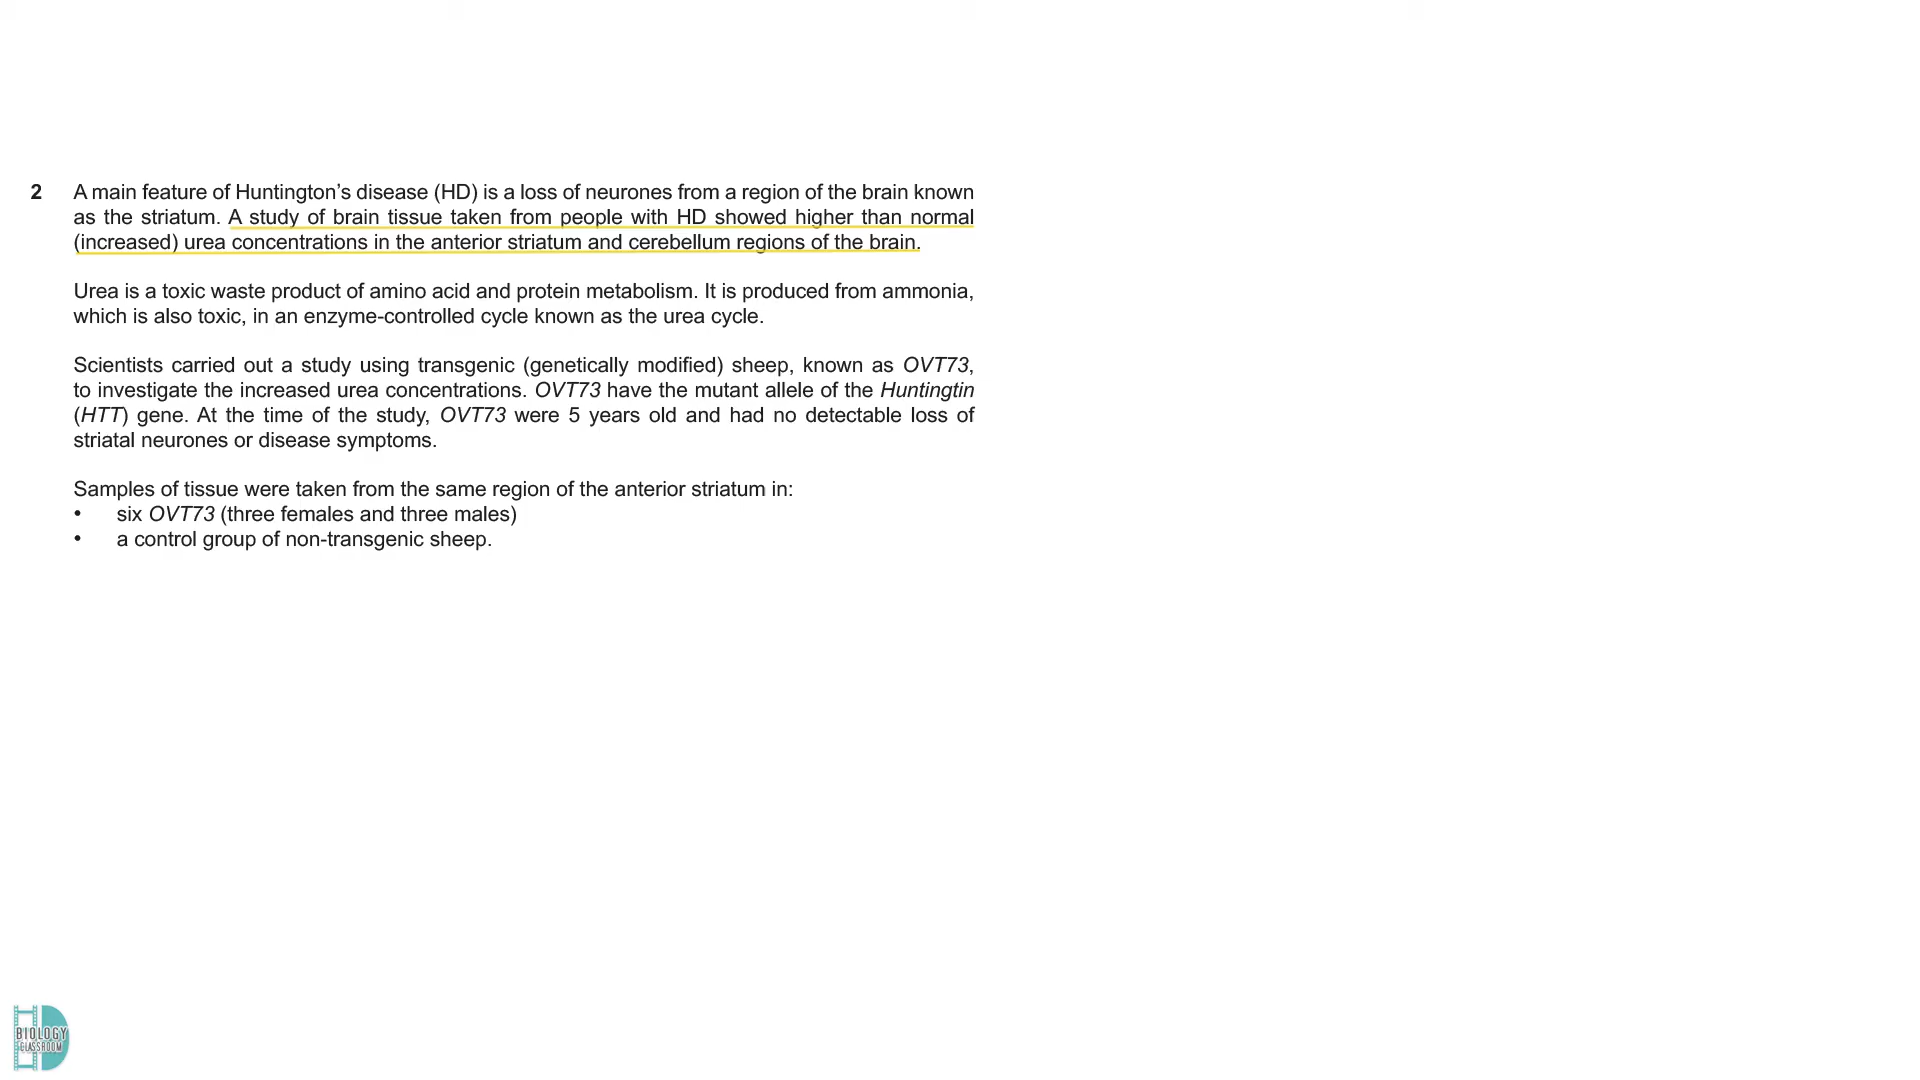 2 A main feature of Huntington’s disease (HD) is a loss of neurones from a region of the brain known
as the striatum. A study of brain tissue taken from people with HD showed higher than normal
(increased) urea concentrations in the anterior striatum and cerebellum regions of the brain.
Urea is a toxic waste product of amino acid and protein metabolism. It is produced from ammonia,
which is also toxic, in an enzyme-controlled cycle known as the urea cycle.
Scientists carried out a study using transgenic (genetically modified) sheep, known as OVT73,
to investigate the increased urea concentrations. OVT73 have the mutant allele of the Huntingtin
(HTT) gene. At the time of the study, OVT73 were 5 years old and had no detectable loss of
striatal neurones or disease symptoms.
Samples of tissue were taken from the same region of the anterior striatum in:
• six OVT73 (three females and three males)
• a control group of non-transgenic sheep.
BIOLOGY
CLASSROOM